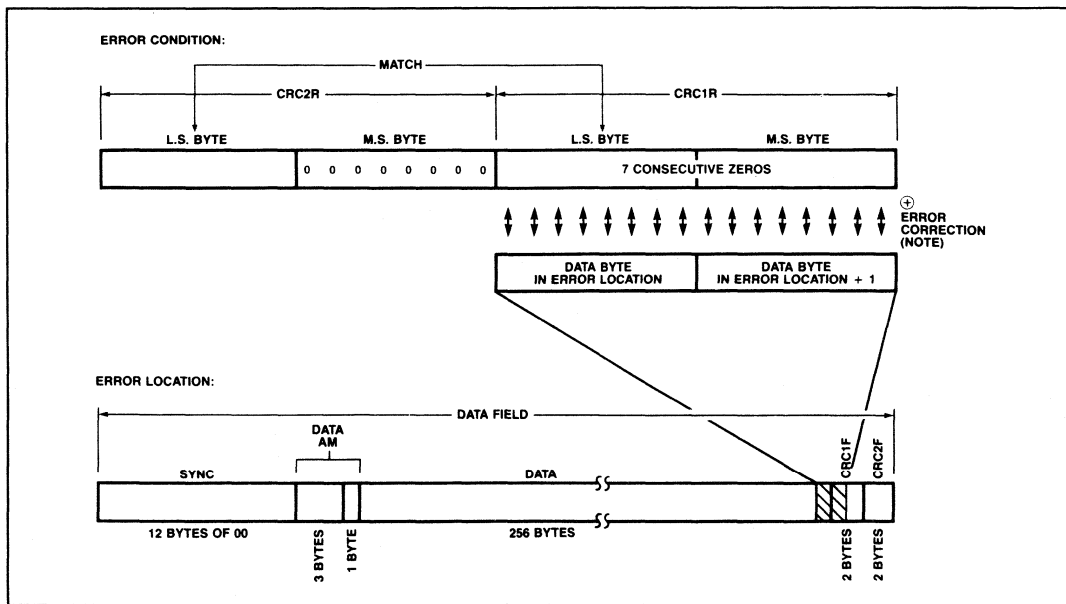 ERROR CONDITION:
MATCH
CRC2R
CRC1R
L.S. BYTE
M.S. BYTE
L.S. BYTE
M.S. BYTE
0 0 0 0 0 0 0 0
7 CONSECUTIVE ZEROS
⊕
ERROR
CORRECTION
(NOTE)
DATA BYTE
IN ERROR LOCATION
DATA BYTE
IN ERROR LOCATION + 1
ERROR LOCATION:
DATA FIELD
DATA
AM
SYNC
DATA
CRC1F
CRC2F
12 BYTES OF 00
3 BYTES
1 BYTE
256 BYTES
2 BYTES
2 BYTES